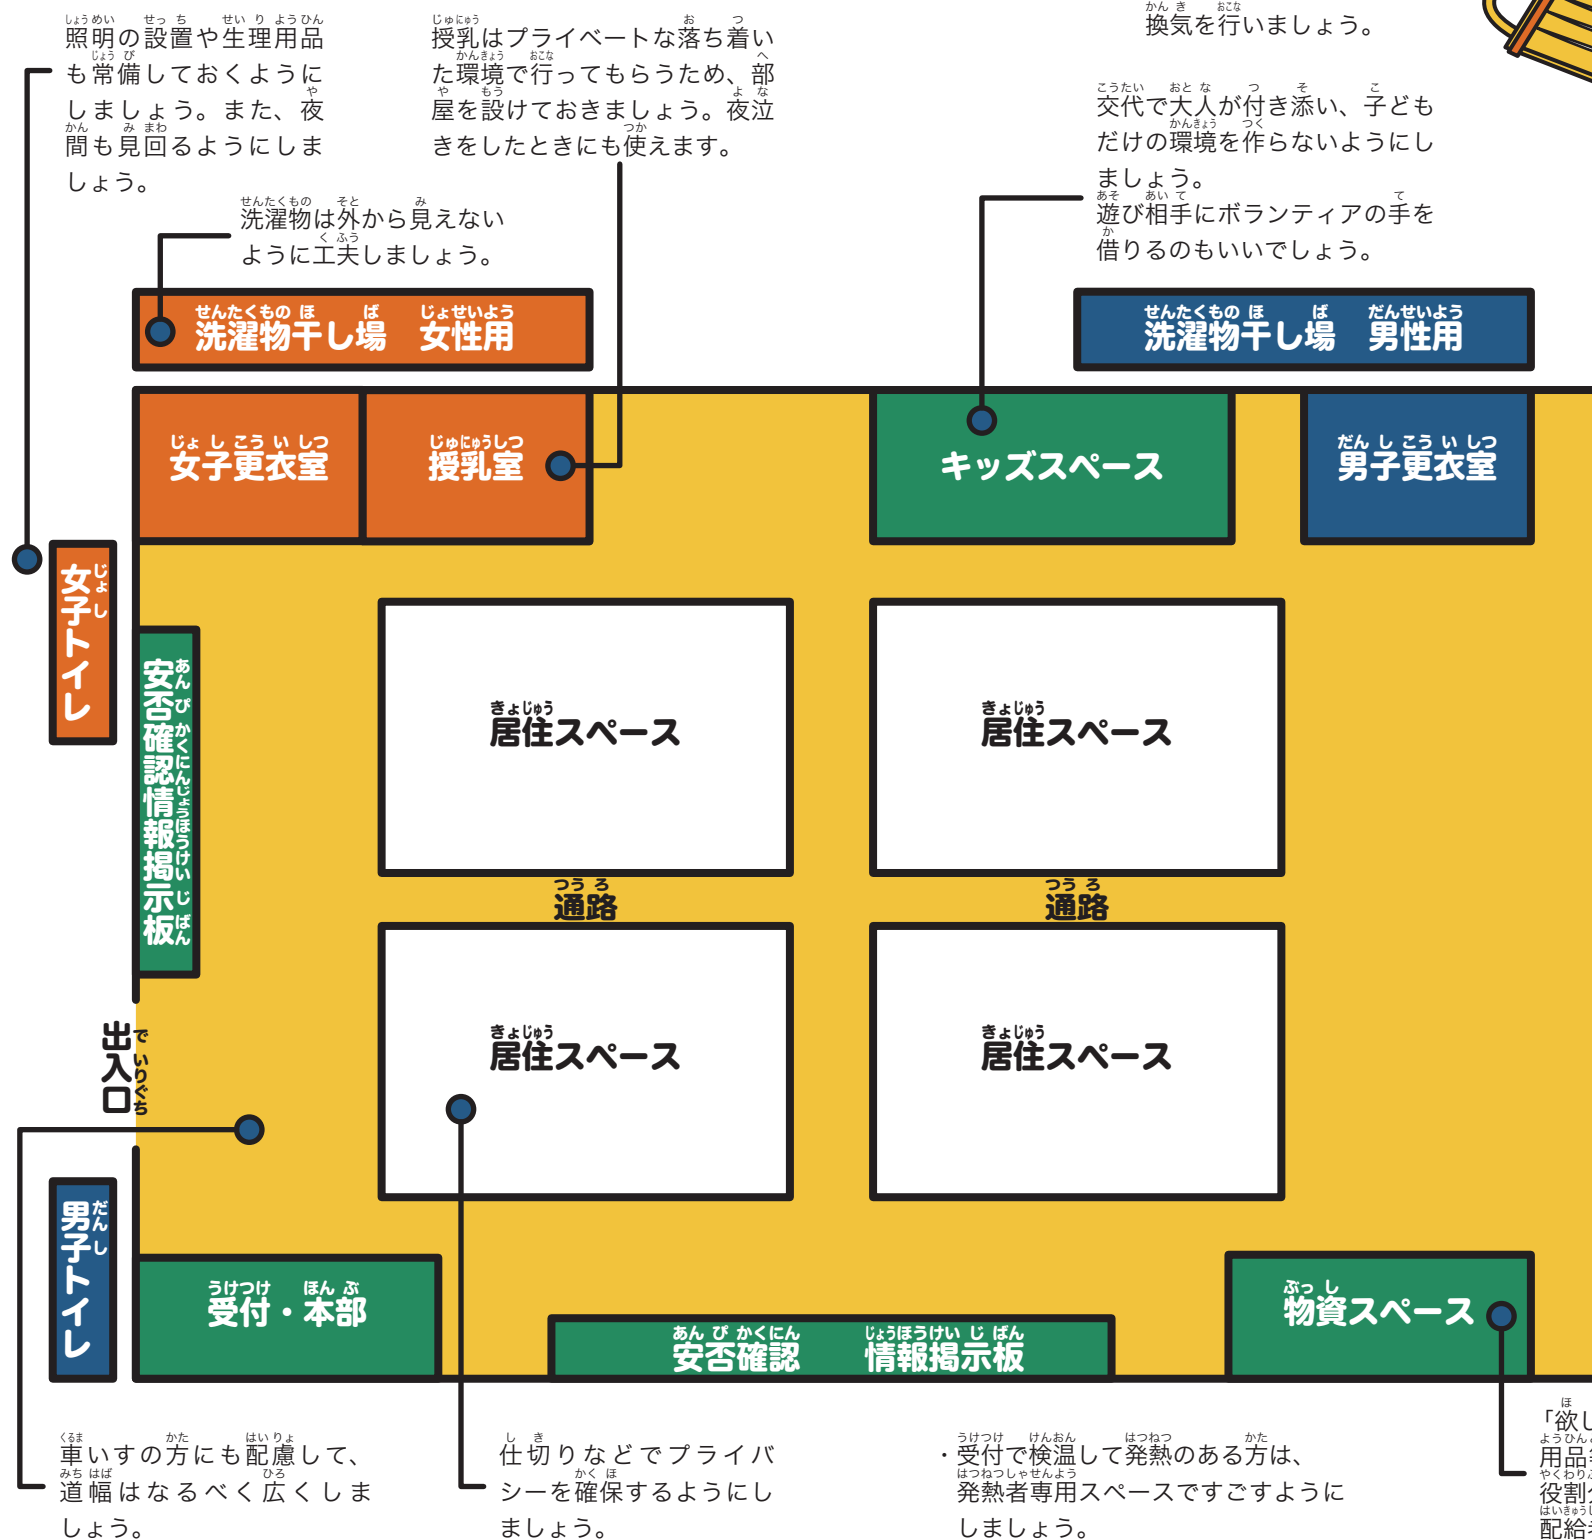 照明の設置や生理用品
も常備しておくように
しましょう。また、夜
間も見回るようにしま
しょう。
授乳はプライベートな落ち着い
た環境で行ってもらうため、部
屋を設けておきましょう。夜泣
きをしたときにも使えます。
換気を行いましょう。
交代で大人が付き添い、子ども
だけの環境を作らないようにし
ましょう。
遊び相手にボランティアの手を
借りるのもいいでしょう。
洗濯物は外から見えない
ように工夫しましょう。
洗濯物干し場 女性用
洗濯物干し場 男性用
女子更衣室
授乳室
キッズスペース
男子更衣室
女子トイレ
安否確認情報掲示板
居住スペース
居住スペース
通路
通路
居住スペース
居住スペース
出入口
男子トイレ
受付・本部
安否確認 情報掲示板
物資スペース
車いすの方にも配慮して、
道幅はなるべく広くしま
しょう。
仕切りなどでプライバ
シーを確保するようにし
ましょう。
・受付で検温して発熱のある方は、
発熱者専用スペースですごすように
しましょう。
「欲し
用品
役割
配給